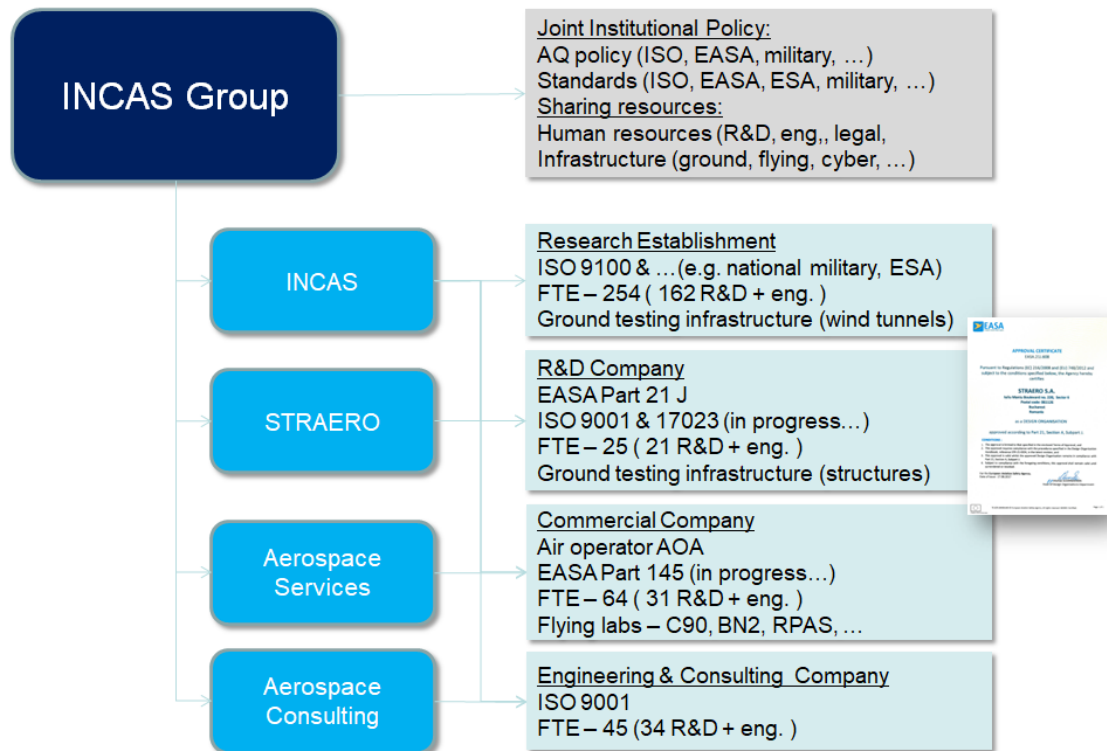 INCAS Group
Joint Institutional Policy:
AQ policy (ISO, EASA, military, …)
Standards (ISO, EASA, ESA, military, …)
Sharing resources:
Human resources (R&D, eng,, legal,
Infrastructure (ground, flying, cyber, …)
INCAS
Research Establishment
ISO 9100 & …(e.g. national military, ESA)
FTE – 254 ( 162 R&D + eng. )
Ground testing infrastructure (wind tunnels)
STRAERO
R&D Company
EASA Part 21 J
ISO 9001 & 17023 (in progress…)
FTE – 25 ( 21 R&D + eng. )
Ground testing infrastructure (structures)
EASA
APPROVAL CERTIFICATE
STRAERO S.A.
Aerospace
Services
Commercial Company
Air operator AOA
EASA Part 145 (in progress…)
FTE – 64 ( 31 R&D + eng. )
Flying labs – C90, BN2, RPAS, …
Aerospace
Consulting
Engineering & Consulting Company
ISO 9001
FTE – 45 (34 R&D + eng. )